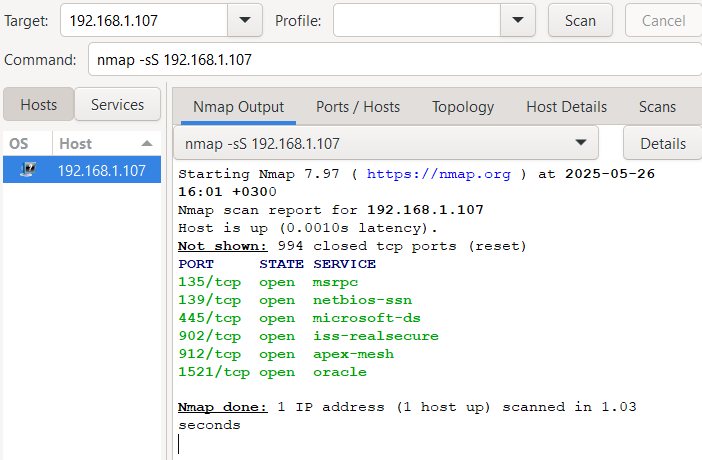 Target: 192.168.1.107 Profile: Scan Cancel
Command: nmap -sS 192.168.1.107
Hosts Services Nmap Output Ports / Hosts Topology Host Details Scans
OS Host
nmap -sS 192.168.1.107 Details
192.168.1.107
Starting Nmap 7.97 ( https://nmap.org ) at 2025-05-26
16:01 +0300
Nmap scan report for 192.168.1.107
Host is up (0.0010s latency).
Not shown: 994 closed tcp ports (reset)
PORT STATE SERVICE
135/tcp open msrpc
139/tcp open netbios-ssn
445/tcp open microsoft-ds
902/tcp open iss-realsecure
912/tcp open apex-mesh
1521/tcp open oracle
Nmap done: 1 IP address (1 host up) scanned in 1.03
seconds